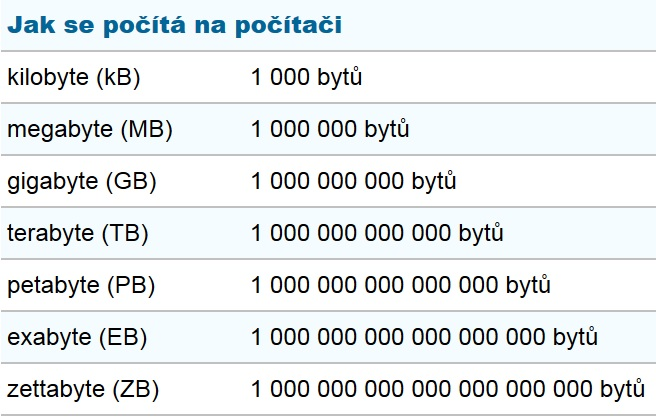 Jak se počítá na počítači
kilobyte (kB) 1 000 bytů
megabyte (MB) 1 000 000 bytů
gigabyte (GB) 1 000 000 000 bytů
terabyte (TB) 1 000 000 000 000 bytů
petabyte (PB) 1 000 000 000 000 000 bytů
exabyte (EB) 1 000 000 000 000 000 000 bytů
zettabyte (ZB) 1 000 000 000 000 000 000 000 bytů